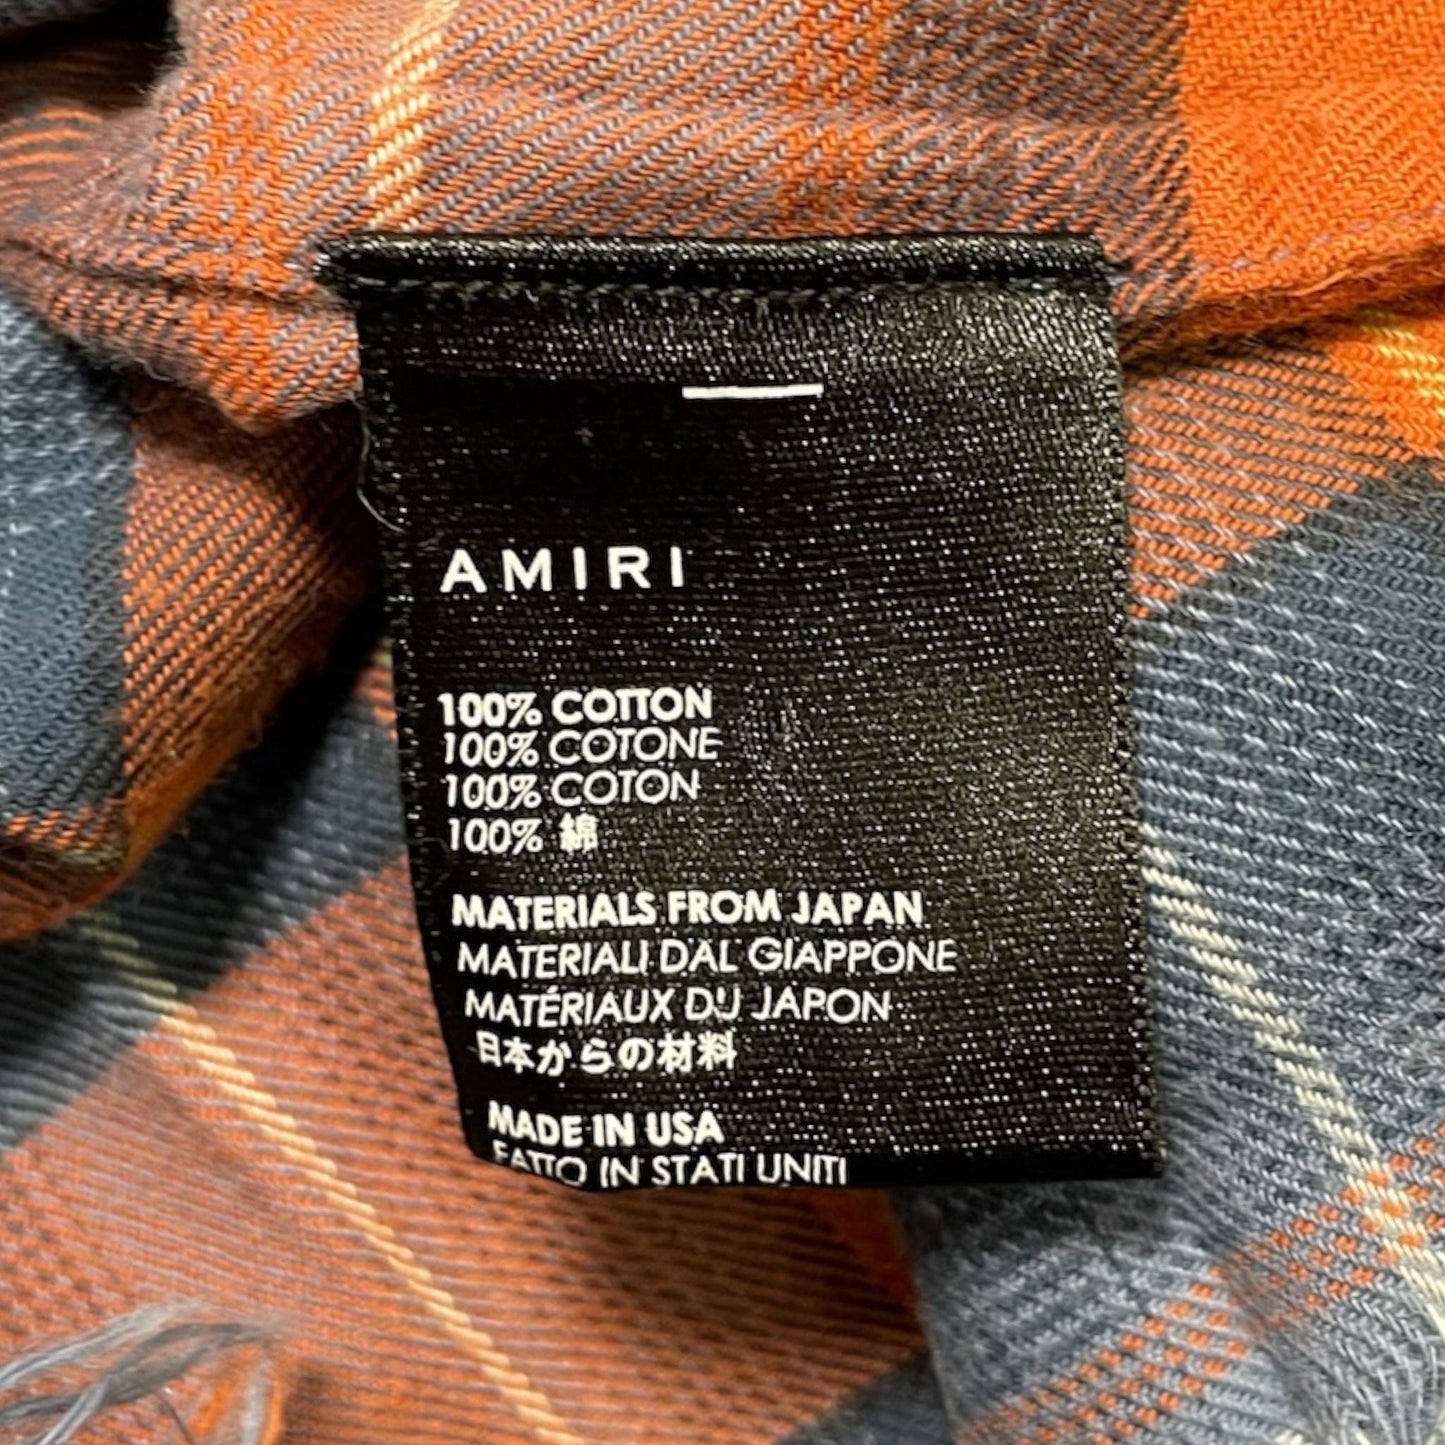 AMIRI
100% COTTON
100% COTONE
100% COTON
100% 綿
MATERIALS FROM JAPAN
MATERIALI DAL GIAPPONE
MATÉRIAUX DU JAPON
日本からの材料
MADE IN USA
FATTO IN STATI UNITI